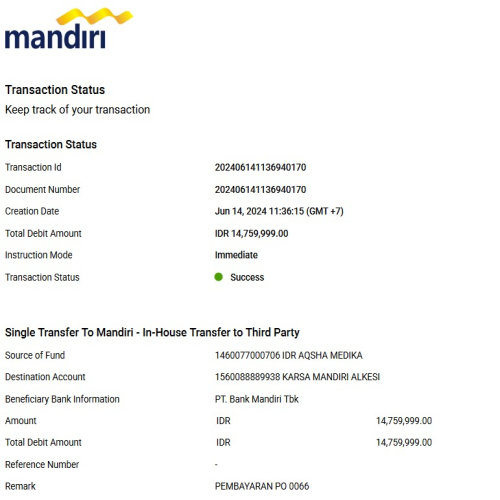 mandiri
Transaction Status
Keep track of your transaction
Transaction Status
Transaction Id 202406141136940170
Document Number 202406141136940170
Creation Date Jun 14, 2024 11:36:15 (GMT +7)
Total Debit Amount IDR 14,759,999.00
Instruction Mode Immediate
Transaction Status Success
Single Transfer To Mandiri - In-House Transfer to Third Party
Source of Fund 1460077000706 IDR AQSHA MEDIKA
Destination Account 1560088889938 KARSA MANDIRI ALKESI
Beneficiary Bank Information PT. Bank Mandiri Tbk
Amount IDR 14,759,999.00
Total Debit Amount IDR 14,759,999.00
Reference Number -
Remark PEMBAYARAN PO 0066